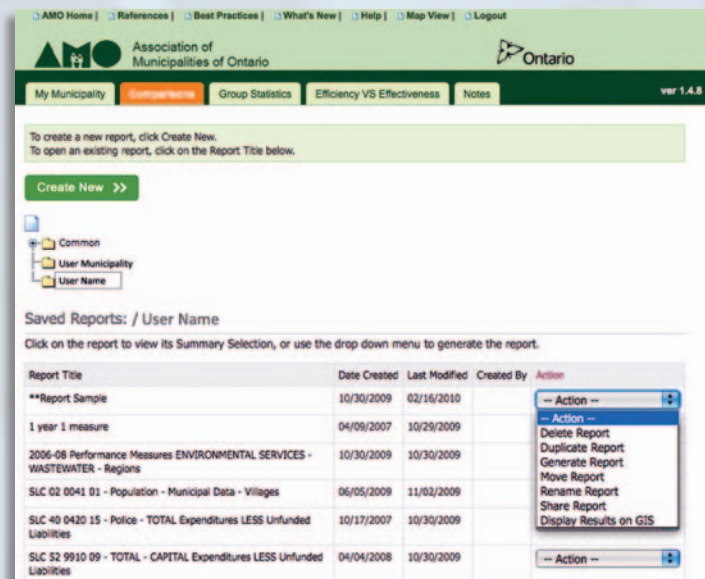 AMO Home | References | Best Practices | What's New | Help | Map View | Logout
AMO Association of
Municipalities of Ontario
Ontario
My Municipality Comparisons Group Statistics Efficiency VS Effectiveness Notes ver 1.4.8
To create a new report, click Create New.
To open an existing report, click on the Report Title below.
Create New >>
Common
User Municipality
User Name
Saved Reports: / User Name
Click on the report to view its Summary Selection, or use the drop down menu to generate the report.
Report Title Date Created Last Modified Created By Action
**Report Sample 10/30/2009 02/16/2010 -- Action --
-- Action --
Delete Report
Duplicate Report
Generate Report
Move Report
Rename Report
Share Report
Display Results on GIS
1 year 1 measure 04/09/2007 10/29/2009
2006-08 Performance Measures ENVIRONMENTAL SERVICES - 10/30/2009 10/30/2009
WASTEWATER - Regions
SLC 02 0041 01 - Population - Municipal Data - Villages 06/05/2009 11/02/2009
SLC 40 0420 15 - Police - TOTAL Expenditures LESS Unfunded 10/17/2007 10/30/2009
Liabilities
SLC 52 9910 09 - TOTAL - CAPITAL Expenditures LESS Unfunded 04/04/2008 10/30/2009 -- Action --
Liabilities